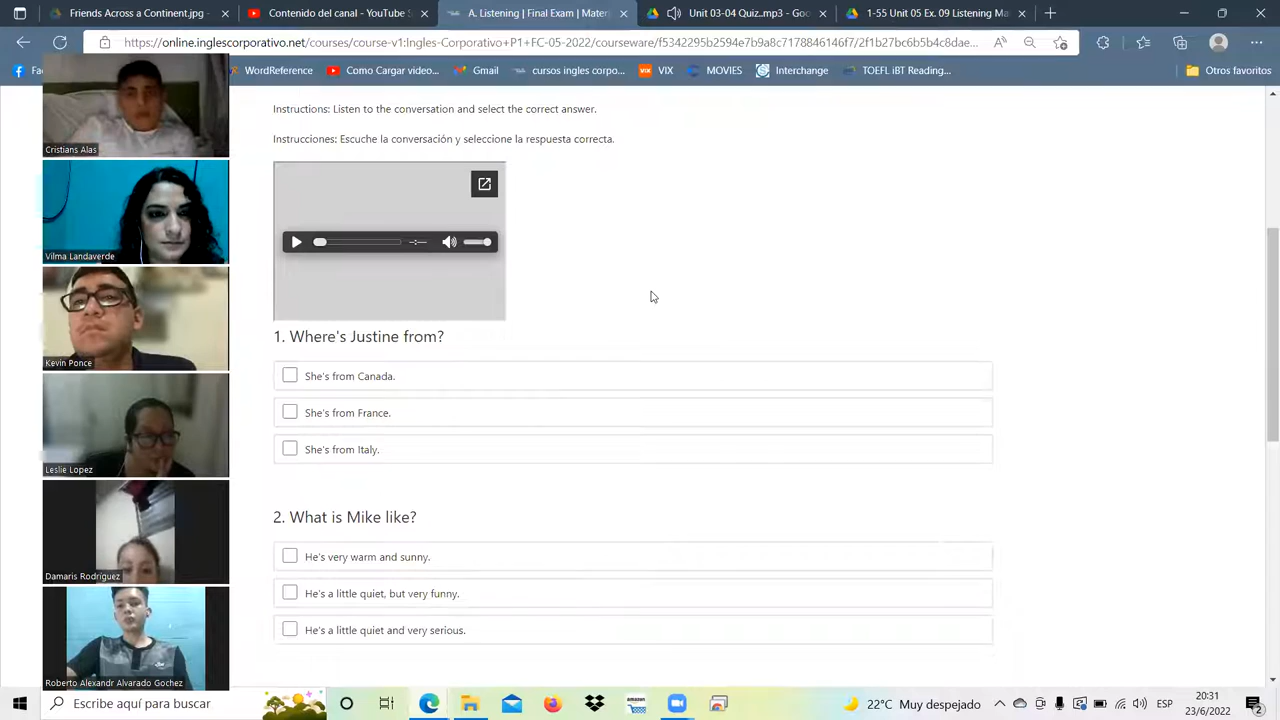 Friends Across a Continent.jpg
Contenido del canal - YouTube S
A. Listening | Final Exam | Mater
Unit 03-04 Quiz..mp3 - Goo
1-55 Unit 05 Ex. 09 Listening Ma
https://online.inglescorporativo.net/courses/course-v1:Ingles-Corporativo+P1+FC-05-2022/courseware/f5342295b2594e7b9a8c7178846146f7/2f1b27bc6b5b4c8dae...
WordReference
Como Cargar video...
Gmail
cursos ingles corpo...
VIX
MOVIES
Interchange
TOEFL iBT Reading...
Otros favoritos
Instructions: Listen to the conversation and select the correct answer.
Instrucciones: Escuche la conversación y seleccione la respuesta correcta.
Cristians Alas
Vilma Landaverde
Kevin Ponce
Leslie Lopez
Damaris Rodríguez
Roberto Alexandr Alvarado Gochez
1. Where's Justine from?
She's from Canada.
She's from France.
She's from Italy.
2. What is Mike like?
He's very warm and sunny.
He's a little quiet, but very funny.
He's a little quiet and very serious.
Escribe aquí para buscar
amazon
22°C Muy despejado
ESP
20:31
23/6/2022
2